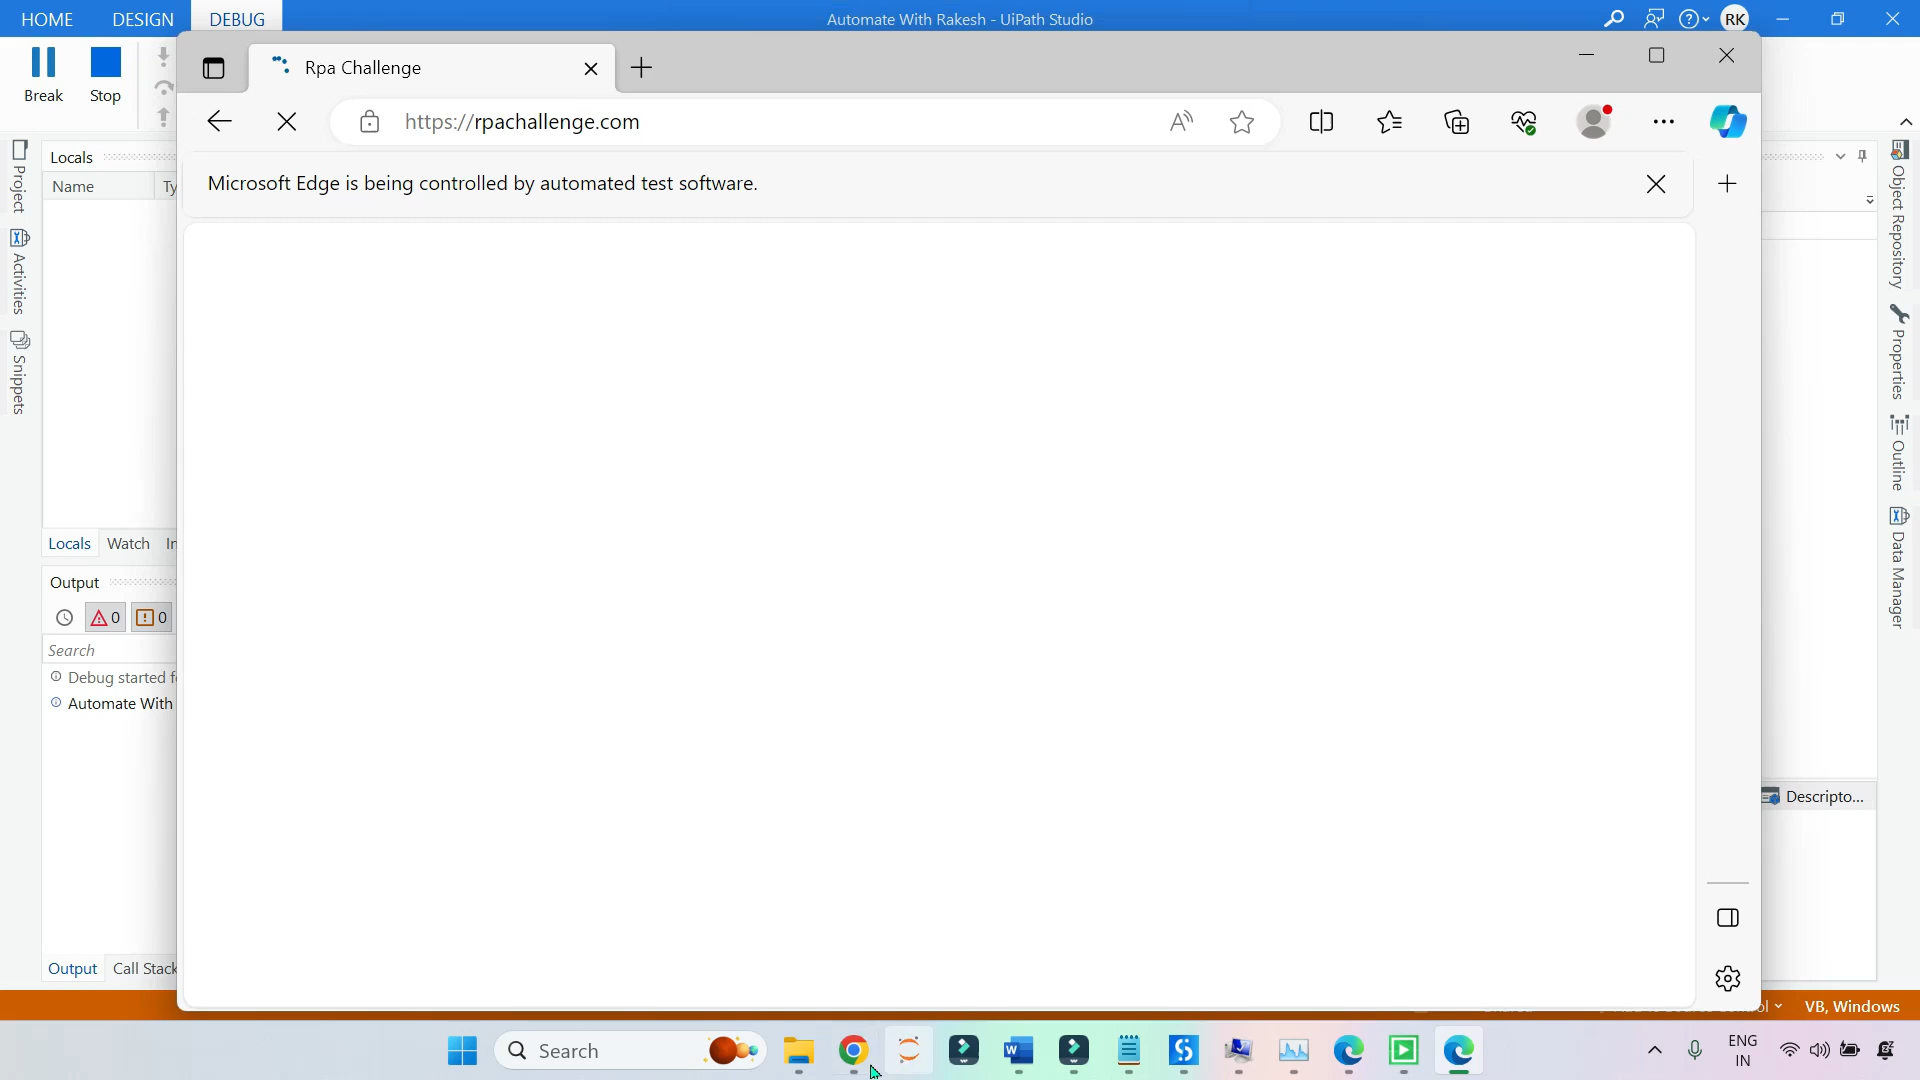 HOME DESIGN DEBUG Automate With Rakesh - UiPath Studio RK
Rpa Challenge
Break Stop
https://rpachallenge.com
Microsoft Edge is being controlled by automated test software.
Locals
Name Ty
Project
Activities
Snippets
Locals Watch
Output
0 0
Search
Debug started
Automate With
Output Call Stack
Object Repository
Properties
Outline
Data Manager
Descripto...
VB, Windows
Search
ENG
IN